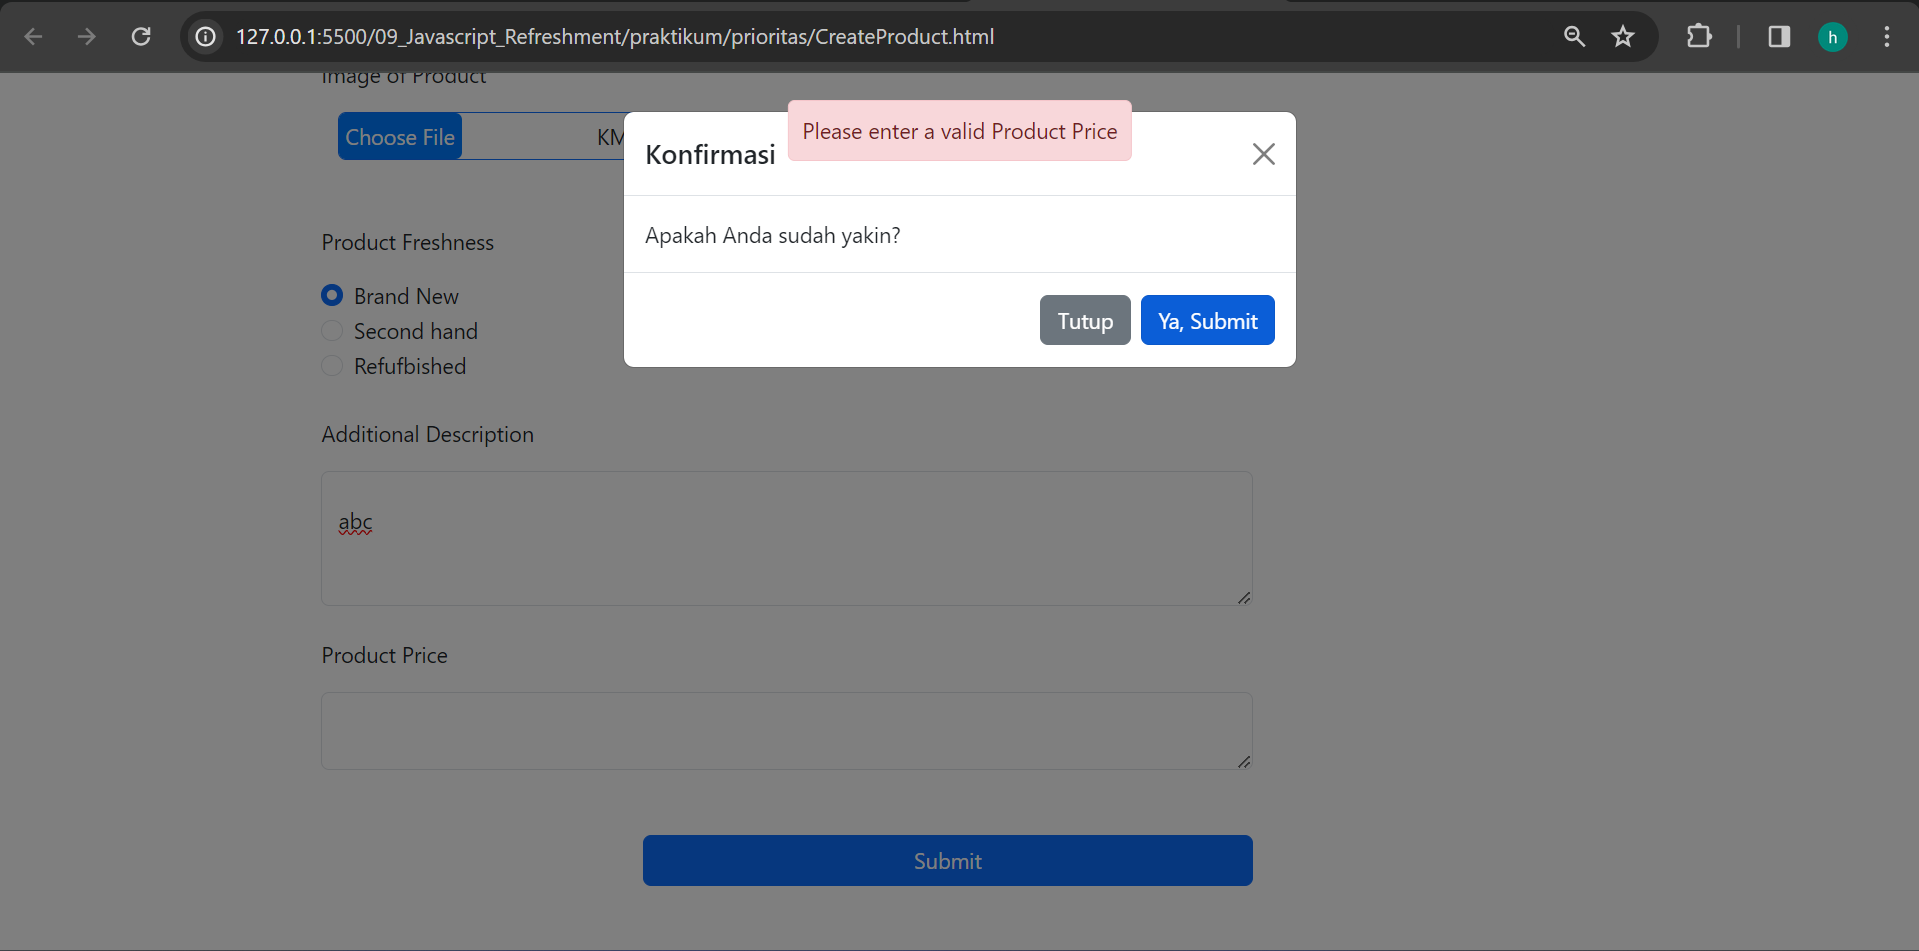 127.0.0.1:5500/09_Javascript_Refreshment/praktikum/prioritas/CreateProduct.html
h
Image of Product
Choose File
KM
Please enter a valid Product Price
Konfirmasi
Apakah Anda sudah yakin?
Tutup
Ya, Submit
Product Freshness
Brand New
Second hand
Refufbished
Additional Description
abc
Product Price
Submit